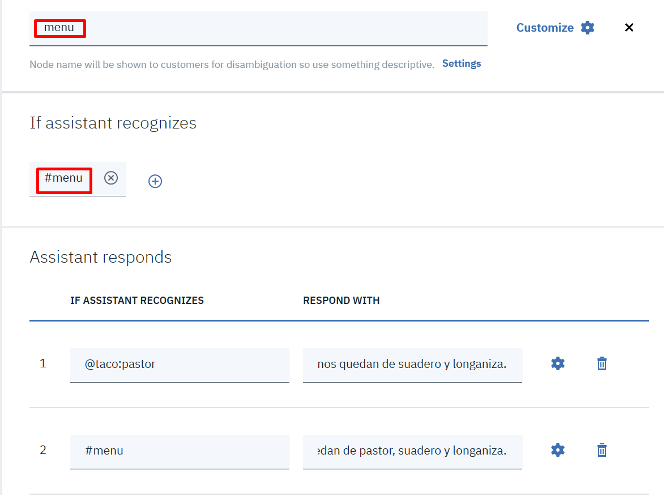 menu
Customize
Node name will be shown to customers for disambiguation so use something descriptive. Settings
If assistant recognizes
#menu
Assistant responds
IF ASSISTANT RECOGNIZES RESPOND WITH
1 @taco:pastor nos quedan de suadero y longaniza.
2 #menu de pastor, suadero y longaniza.